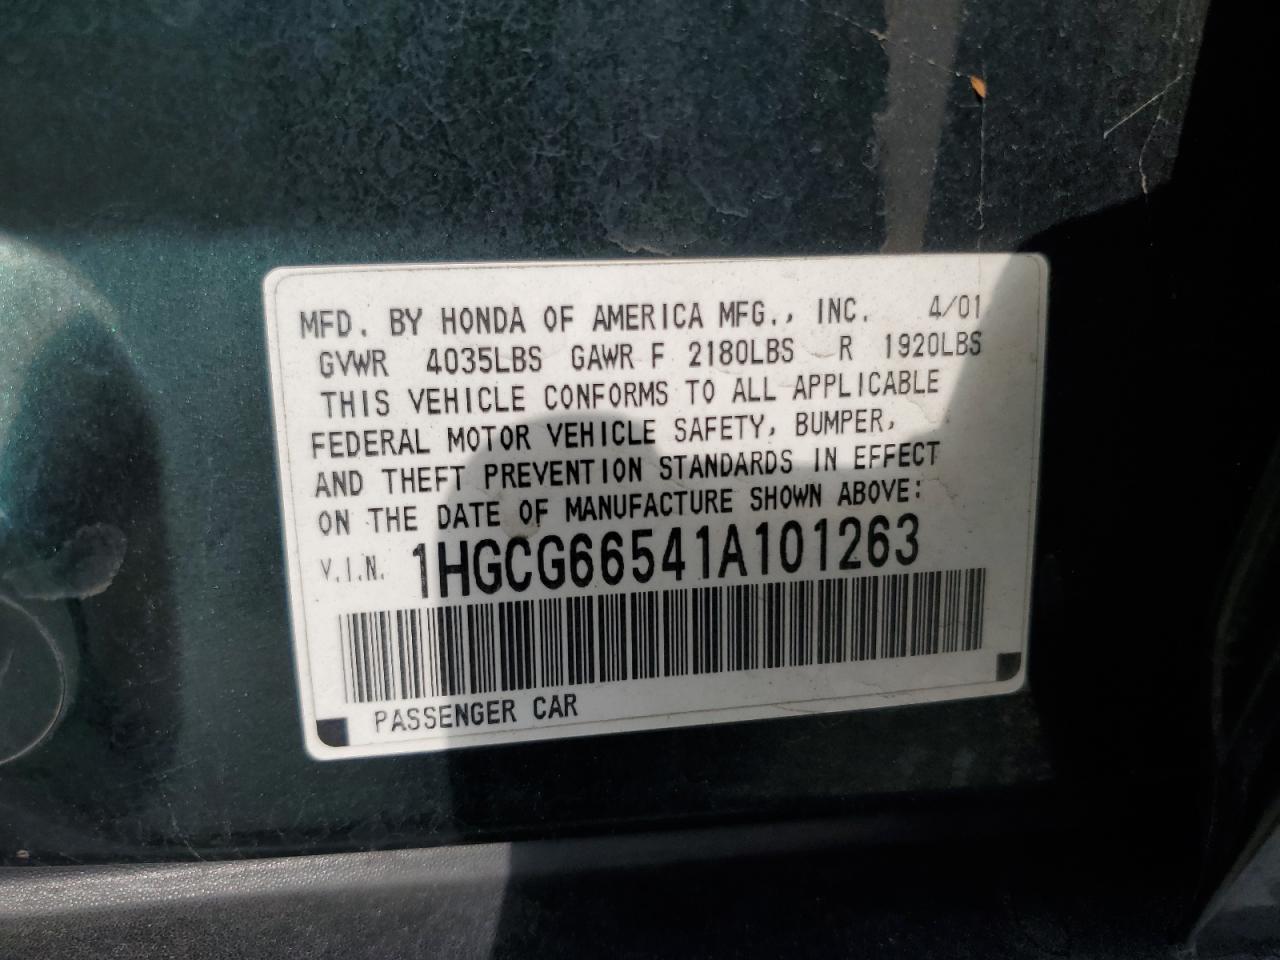 MFD. BY HONDA OF AMERICA MFG., INC. 4/01
GVWR 4035LBS GAWR F 2180LBS R 1920LBS
THIS VEHICLE CONFORMS TO ALL APPLICABLE
FEDERAL MOTOR VEHICLE SAFETY, BUMPER,
AND THEFT PREVENTION STANDARDS IN EFFECT
ON THE DATE OF MANUFACTURE SHOWN ABOVE:
V.I.N. 1HGCG66541A101263
PASSENGER CAR